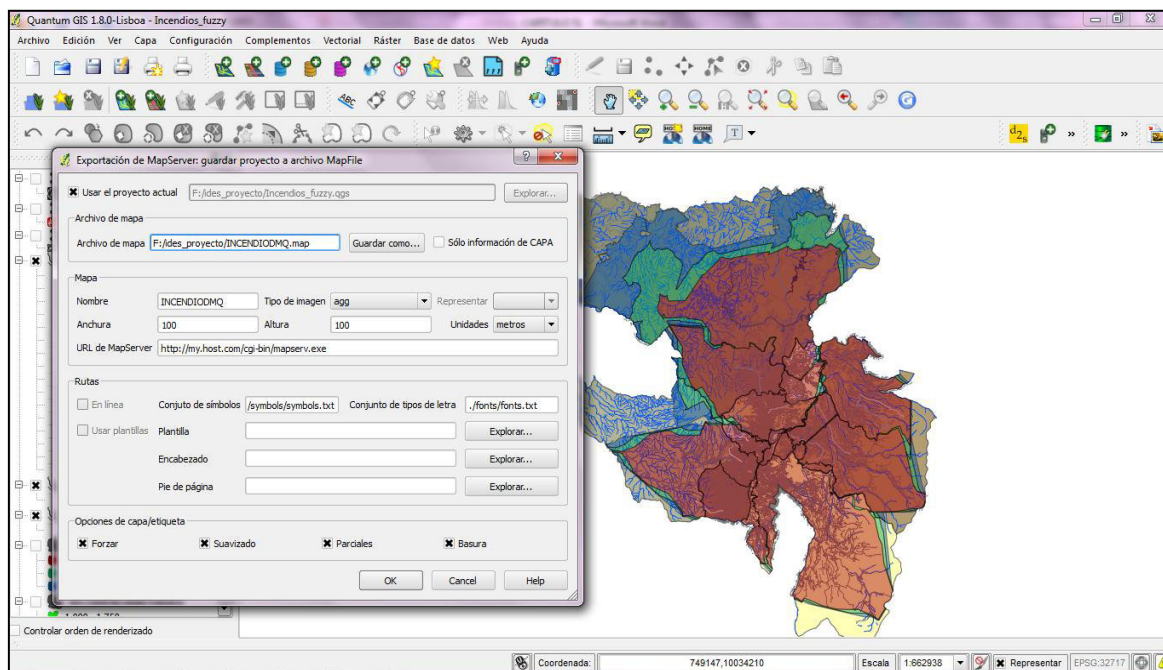 Quantum GIS 1.8.0-Lisboa - Incendios_fuzzy
Archivo Edición Ver Capa Configuración Complementos Vectorial Ráster Base de datos Web Ayuda
Exportación de MapServer: guardar proyecto a archivo MapFile
Usar el proyecto actual F:/ides_proyecto/Incendios_fuzzy.qgs Explorar...
Archivo de mapa
Archivo de mapa F:/ides_proyecto/INCENDIODMQ.map Guardar como... Sólo información de CAPA
Mapa
Nombre INCENDIODMQ Tipo de imagen agg Representar
Anchura 100 Altura 100 Unidades metros
URL de MapServer http://my.host.com/cgi-bin/mapserv.exe
Rutas
En línea Conjuto de símbolos /symbols/symbols.txt Conjunto de tipos de letra ./fonts/fonts.txt
Usar plantillas Plantilla Explorar...
Encabezado Explorar...
Pie de página Explorar...
Opciones de capa/etiqueta
Forzar Suavizado Parciales Basura
OK Cancel Help
Controlar orden de renderizado
Coordenada: 749147,10034210 Escala 1:662938 Representar EPSG:32717